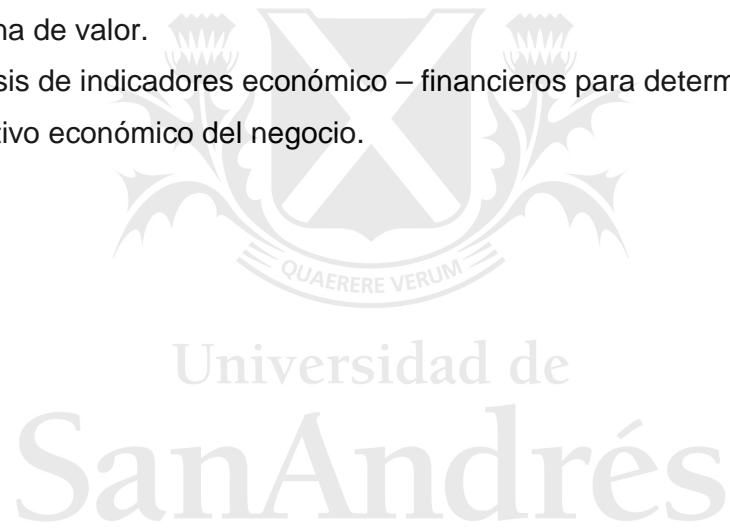 na de valor.
sis de indicadores económico – financieros para determ
tivo económico del negocio.
QUAERERE VERUM
Universidad de
SanAndrés